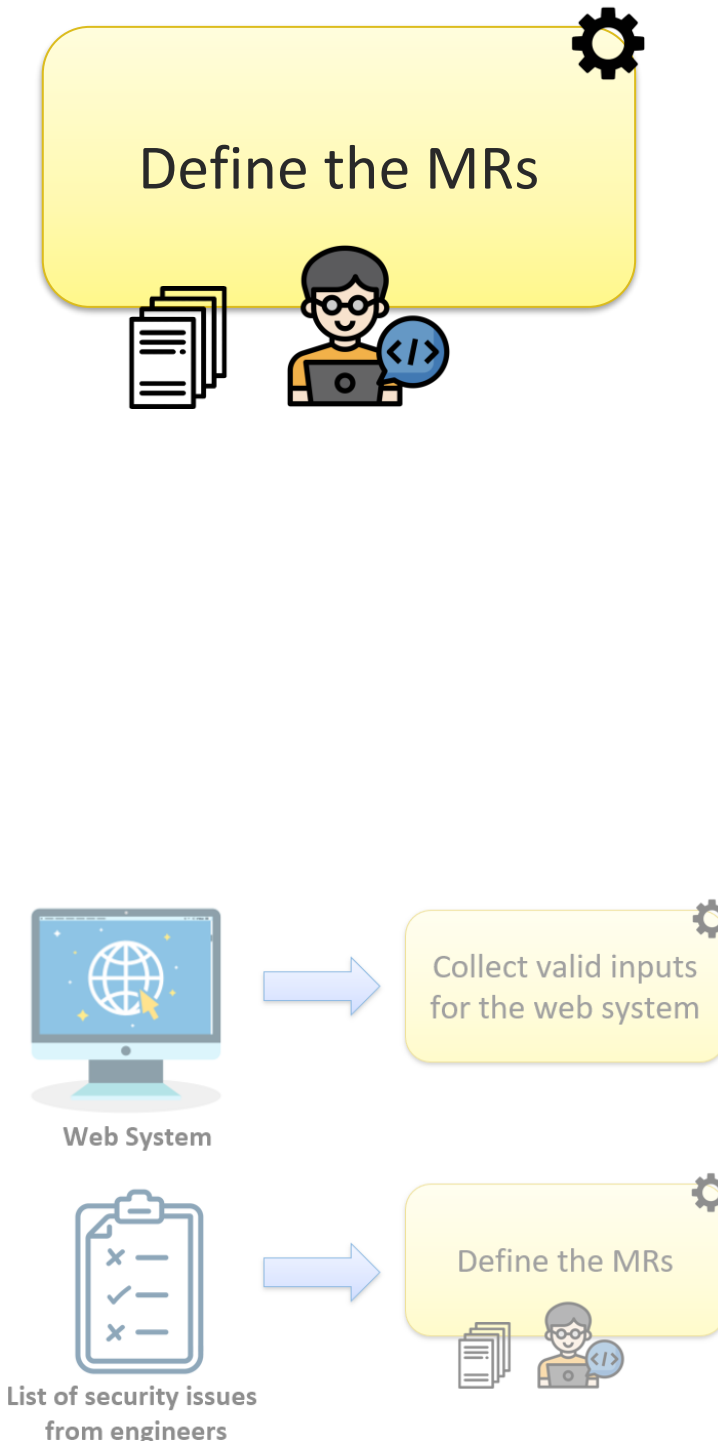 Define the MRs
</>
Collect valid inputs
for the web system
Web System
Define the MRs
</>
List of security issues
from engineers